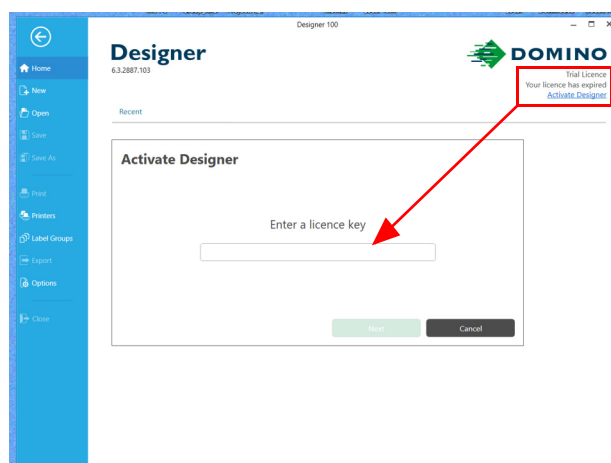 Designer 100
Designer
6.3.2887.103
DOMINO
Trial Licence
Your licence has expired
Activate Designer
Home
New
Open
Save
Save As
Print
Printers
Label Groups
Export
Options
Close
Recent
Activate Designer
Enter a licence key
Next
Cancel